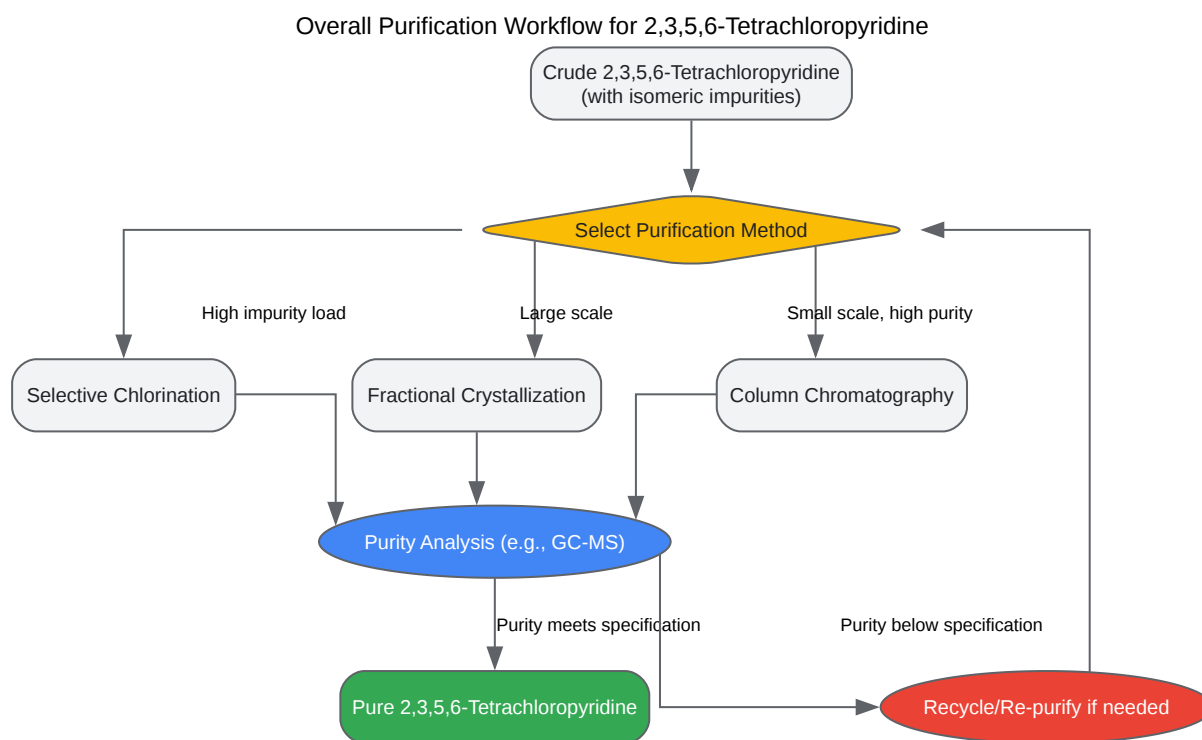 Overall Purification Workflow for 2,3,5,6-Tetrachloropyridine
Crude 2,3,5,6-Tetrachloropyridine
(with isomeric impurities)
Select Purification Method
High impurity load
Large scale
Small scale, high purity
Selective Chlorination
Fractional Crystallization
Column Chromatography
Purity Analysis (e.g., GC-MS)
Purity meets specification
Purity below specification
Pure 2,3,5,6-Tetrachloropyridine
Recycle/Re-purify if needed